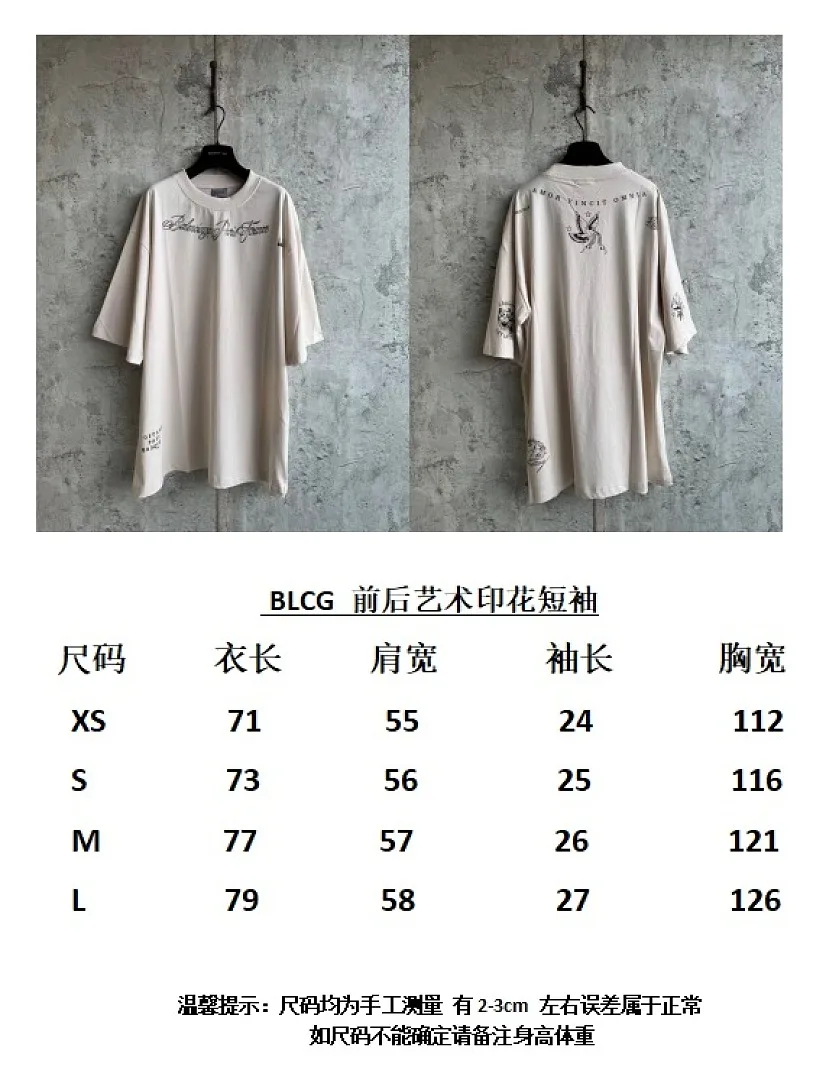 AMOR VINCIT OMNIA
BLCG 前后艺术印花短袖
尺码 衣长 肩宽 袖长 胸宽
XS 71 55 24 112
S 73 56 25 116
M 77 57 26 121
L 79 58 27 126
温馨提示：尺码均为手工测量 有2-3cm 左右误差属于正常
如尺码不能确定请备注身高体重